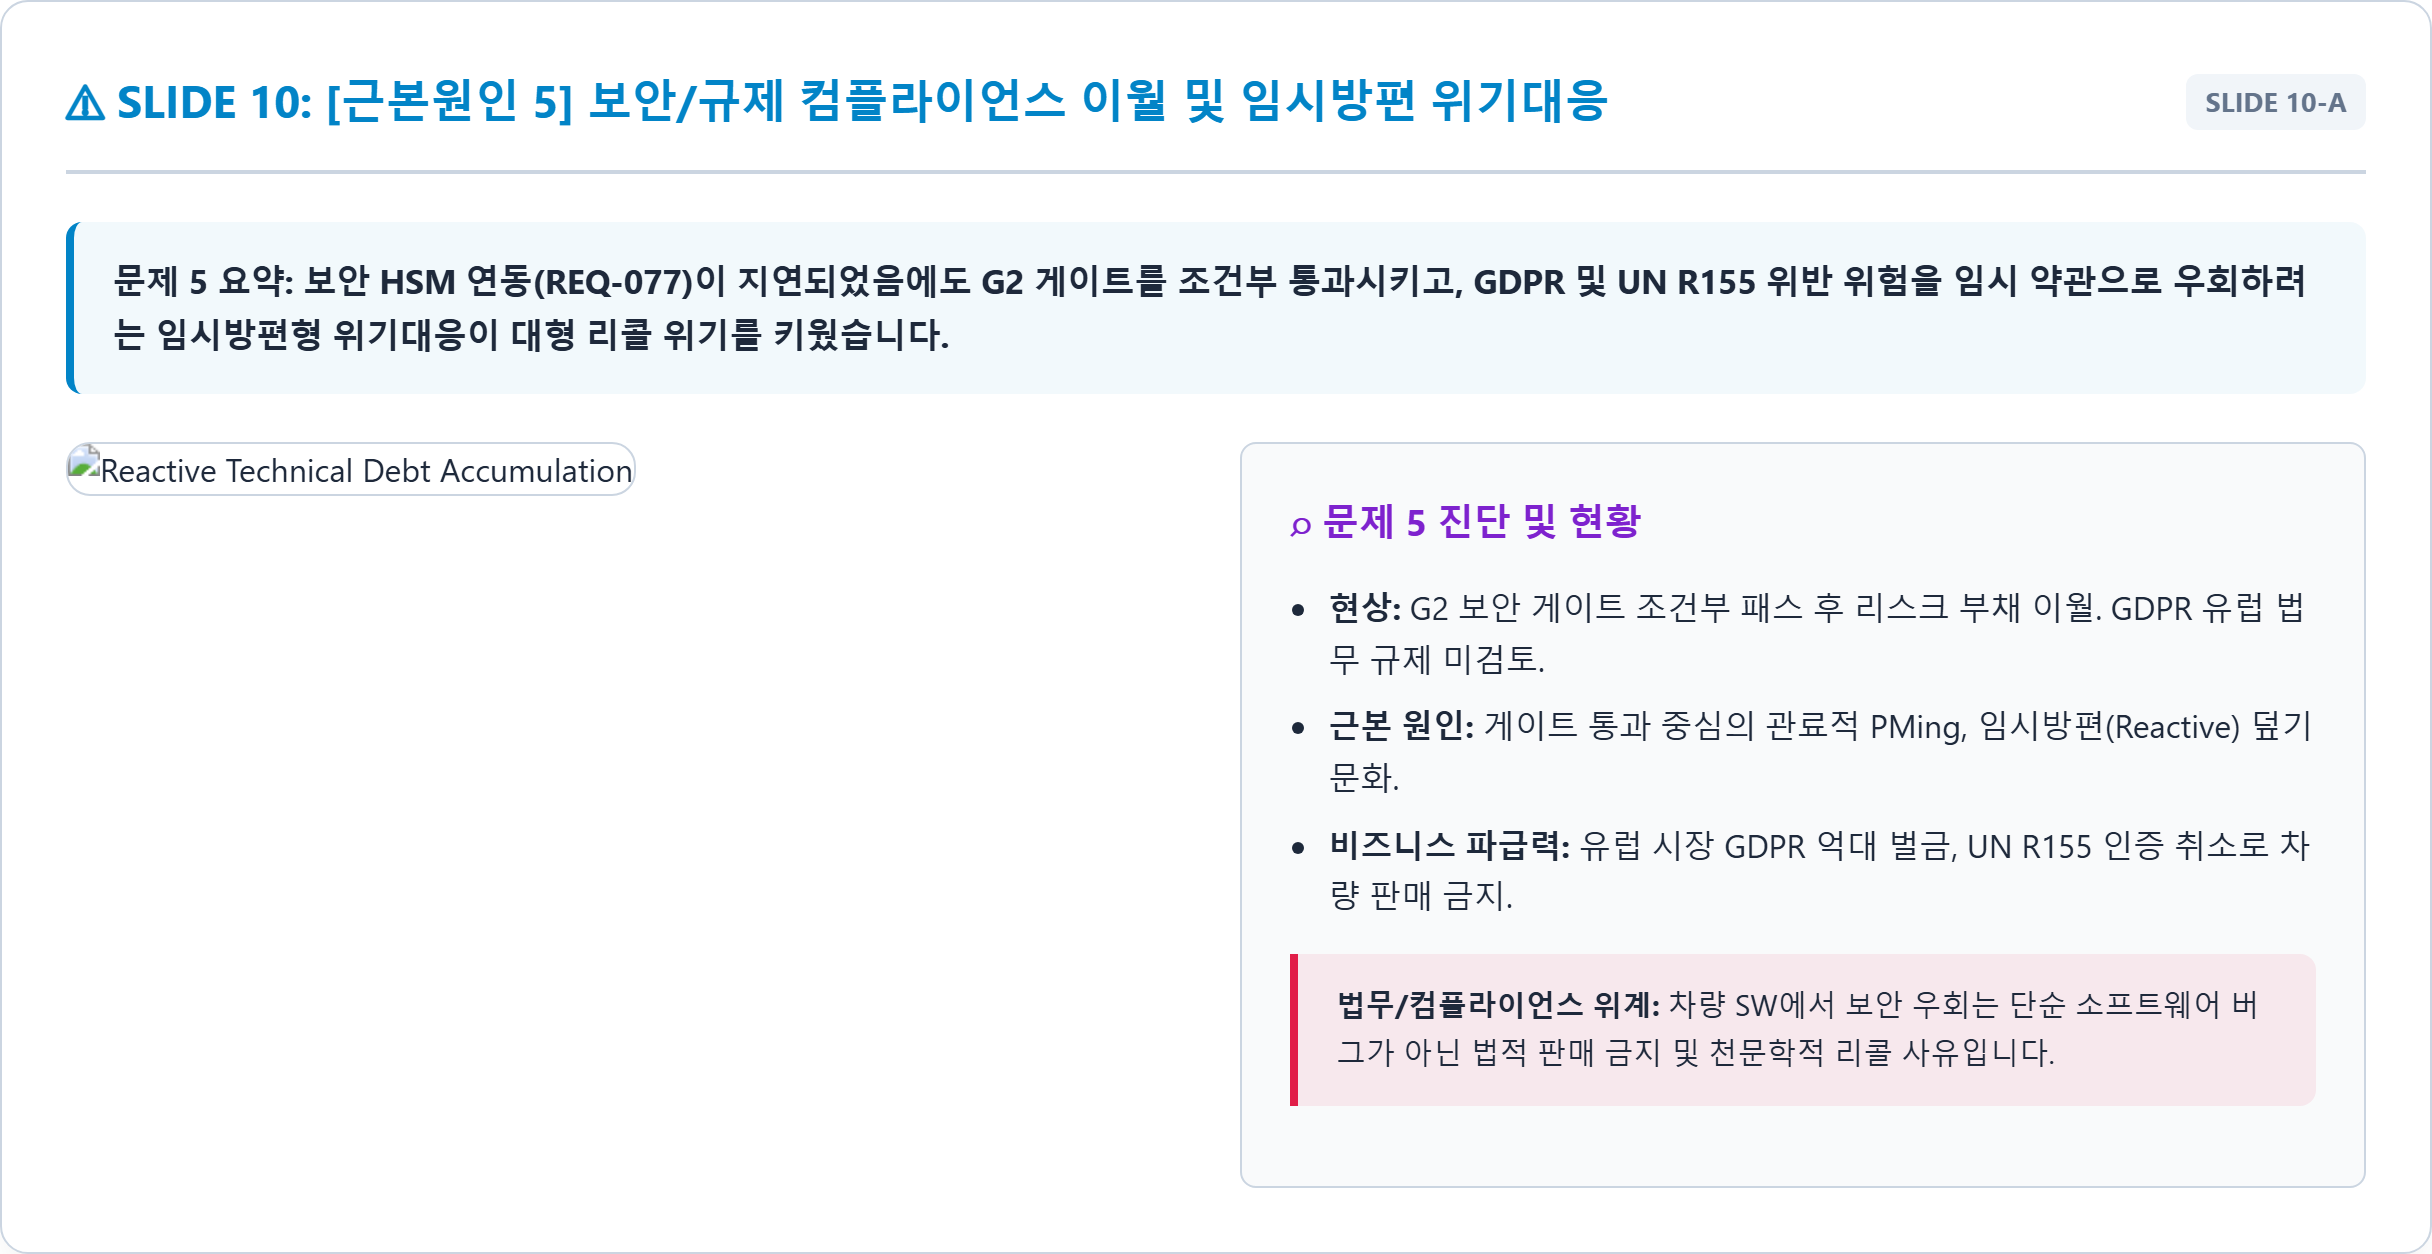 ⚠ SLIDE 10: [근본원인 5] 보안/규제 컴플라이언스 이월 및 임시방편 위기대응
SLIDE 10-A
문제 5 요약: 보안 HSM 연동(REQ-077)이 지연되었음에도 G2 게이트를 조건부 통과시키고, GDPR 및 UN R155 위반 위험을 임시 약관으로 우회하려
는 임시방편형 위기대응이 대형 리콜 위기를 키웠습니다.
Reactive Technical Debt Accumulation
문제 5 진단 및 현황
• 현상: G2 보안 게이트 조건부 패스 후 리스크 부채 이월. GDPR 유럽 법
무 규제 미검토.
• 근본 원인: 게이트 통과 중심의 관료적 PMing, 임시방편(Reactive) 덮기
문화.
• 비즈니스 파급력: 유럽 시장 GDPR 억대 벌금, UN R155 인증 취소로 차
량 판매 금지.
법무/컴플라이언스 위계: 차량 SW에서 보안 우회는 단순 소프트웨어 버
그가 아닌 법적 판매 금지 및 천문학적 리콜 사유입니다.